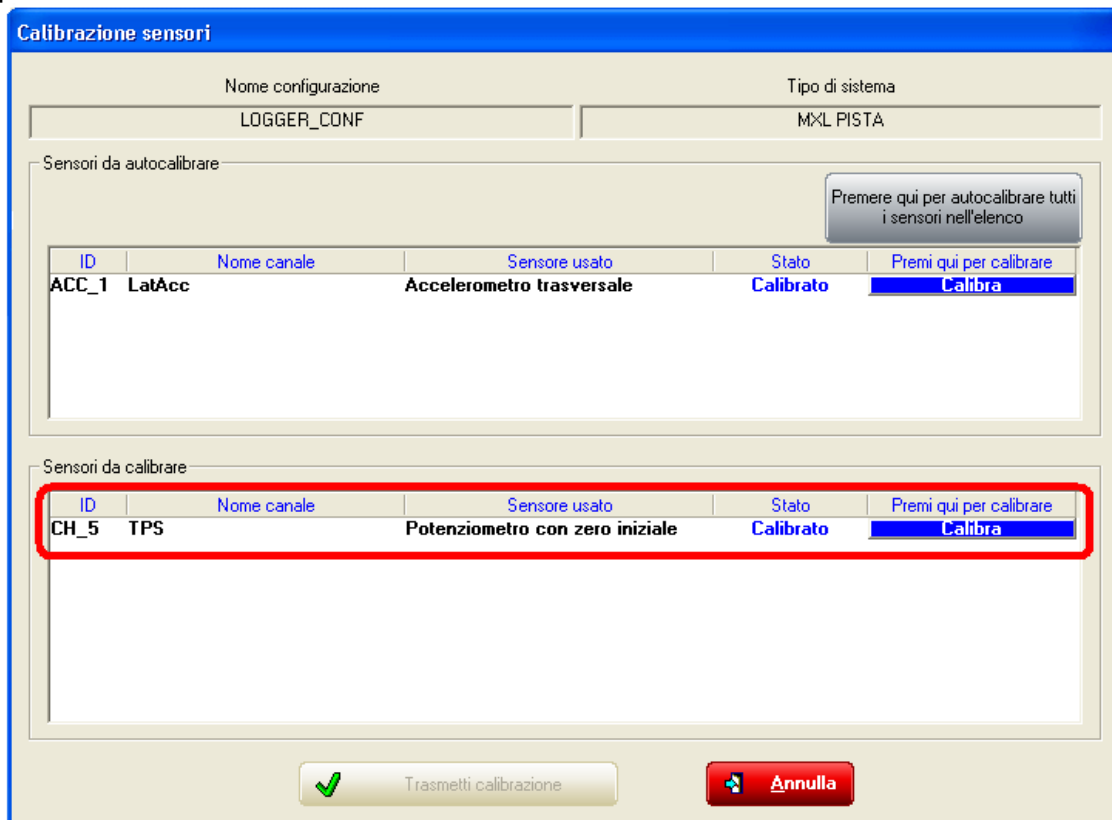 Calibrazione sensori
Nome configurazione Tipo di sistema
LOGGER_CONF MXL PISTA
Sensori da autocalibrare
Premere qui per autocalibrare tutti
i sensori nell'elenco
ID Nome canale Sensore usato Stato Premi qui per calibrare
ACC_1 LatAcc Accelerometro trasversale Calibrato Calibra
Sensori da calibrare
ID Nome canale Sensore usato Stato Premi qui per calibrare
CH_5 TPS Potenziometro con zero iniziale Calibrato Calibra
Trasmetti calibrazione Annulla